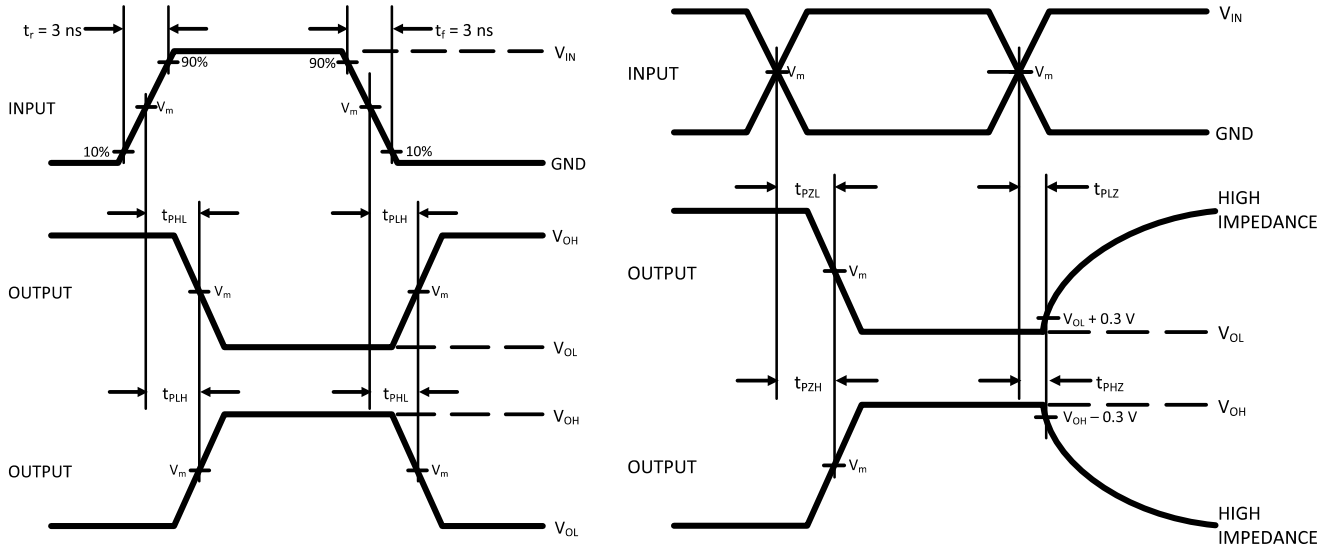 tr = 3 ns
tf = 3 ns
VIN
90%
90%
INPUT
Vm
Vm
10%
10%
GND
tPHL
tPLH
VOH
OUTPUT
Vm
Vm
VOL
tPLH
tPHL
VOH
OUTPUT
Vm
Vm
VOL
VIN
INPUT
Vm
Vm
GND
tPZL
tPLZ
HIGH
IMPEDANCE
OUTPUT
Vm
VOL + 0.3 V
VOL
tPZH
tPHZ
VOH
VOH – 0.3 V
OUTPUT
Vm
HIGH
IMPEDANCE